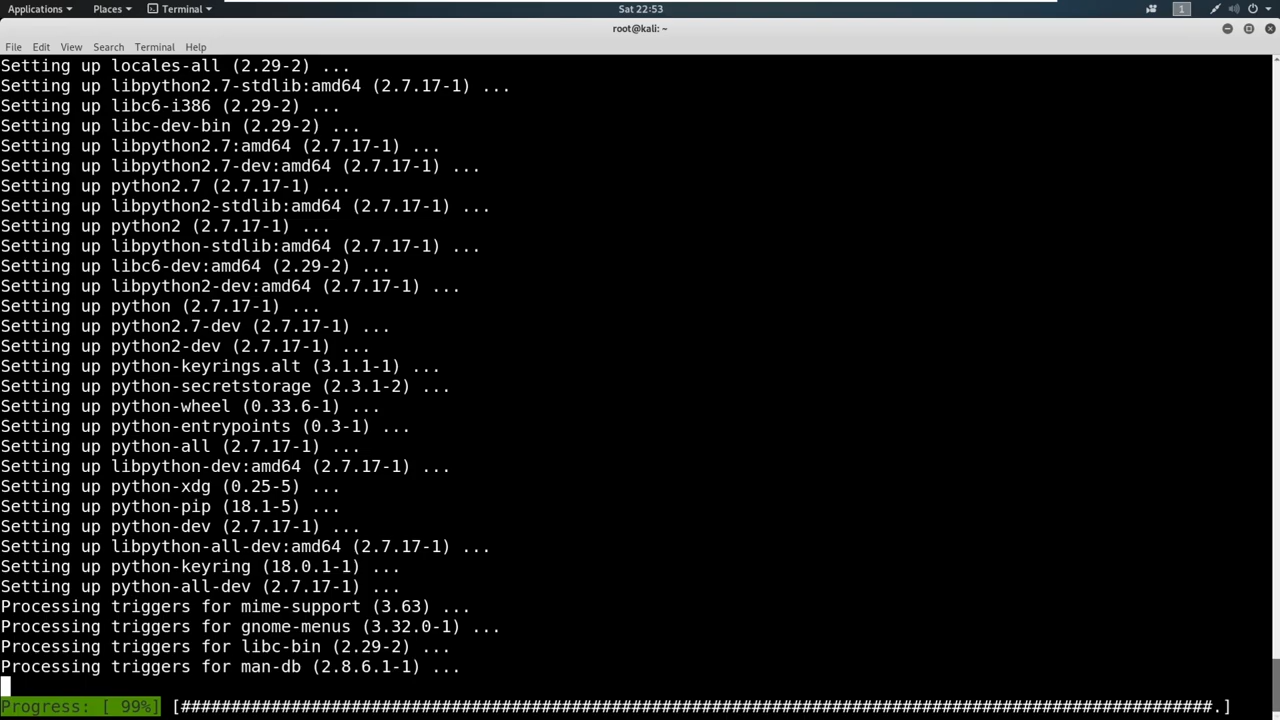 Applications Places Terminal Sat 22:53 1
root@kali: ~
File Edit View Search Terminal Help
Setting up locales-all (2.29-2) ...
Setting up libpython2.7-stdlib:amd64 (2.7.17-1) ...
Setting up libc6-i386 (2.29-2) ...
Setting up libc-dev-bin (2.29-2) ...
Setting up libpython2.7:amd64 (2.7.17-1) ...
Setting up libpython2.7-dev:amd64 (2.7.17-1) ...
Setting up python2.7 (2.7.17-1) ...
Setting up libpython2-stdlib:amd64 (2.7.17-1) ...
Setting up python2 (2.7.17-1) ...
Setting up libpython-stdlib:amd64 (2.7.17-1) ...
Setting up libc6-dev:amd64 (2.29-2) ...
Setting up libpython2-dev:amd64 (2.7.17-1) ...
Setting up python (2.7.17-1) ...
Setting up python2.7-dev (2.7.17-1) ...
Setting up python2-dev (2.7.17-1) ...
Setting up python-keyrings.alt (3.1.1-1) ...
Setting up python-secretstorage (2.3.1-2) ...
Setting up python-wheel (0.33.6-1) ...
Setting up python-entrypoints (0.3-1) ...
Setting up python-all (2.7.17-1) ...
Setting up libpython-dev:amd64 (2.7.17-1) ...
Setting up python-xdg (0.25-5) ...
Setting up python-pip (18.1-5) ...
Setting up python-dev (2.7.17-1) ...
Setting up libpython-all-dev:amd64 (2.7.17-1) ...
Setting up python-keyring (18.0.1-1) ...
Setting up python-all-dev (2.7.17-1) ...
Processing triggers for mime-support (3.63) ...
Processing triggers for gnome-menus (3.32.0-1) ...
Processing triggers for libc-bin (2.29-2) ...
Processing triggers for man-db (2.8.6.1-1) ...
Progress: [ 99%] [#######################################################################################################.]